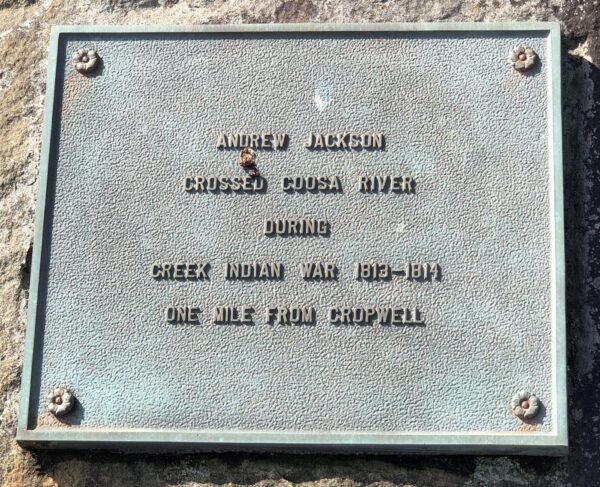 ANDREW JACKSON
CROSSED COOSA RIVER
DURING
CREEK INDIAN WAR 1813-1814
ONE MILE FROM CROPWELL